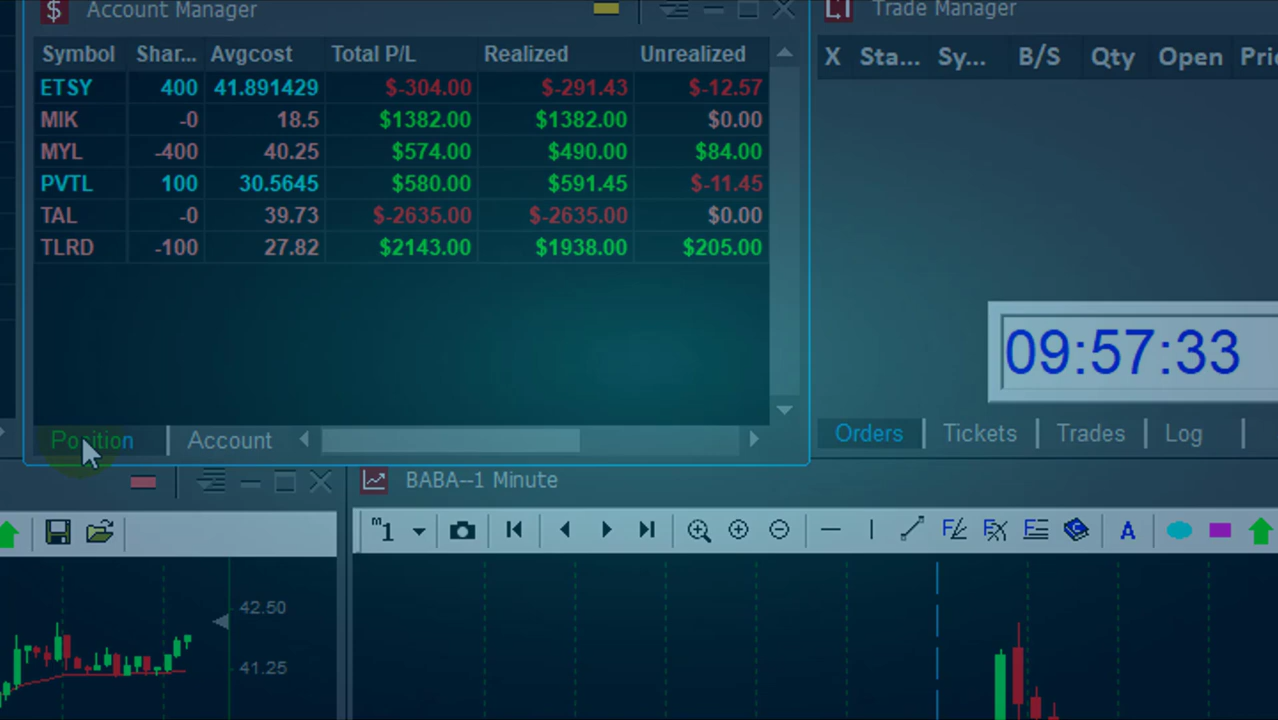 $ Account Manager
Symbol Shar... Avgcost Total P/L Realized Unrealized
ETSY 400 41.891429 $-304.00 $-291.43 $-12.57
MIK -0 18.5 $1382.00 $1382.00 $0.00
MYL -400 40.25 $574.00 $490.00 $84.00
PVTL 100 30.5645 $580.00 $591.45 $-11.45
TAL -0 39.73 $-2635.00 $-2635.00 $0.00
TLRD -100 27.82 $2143.00 $1938.00 $205.00
Position Account
Trade Manager
X Sta... Sy... B/S Qty Open Pri
09:57:33
Orders Tickets Trades Log
BABA--1 Minute
m1
A
42.50
41.25